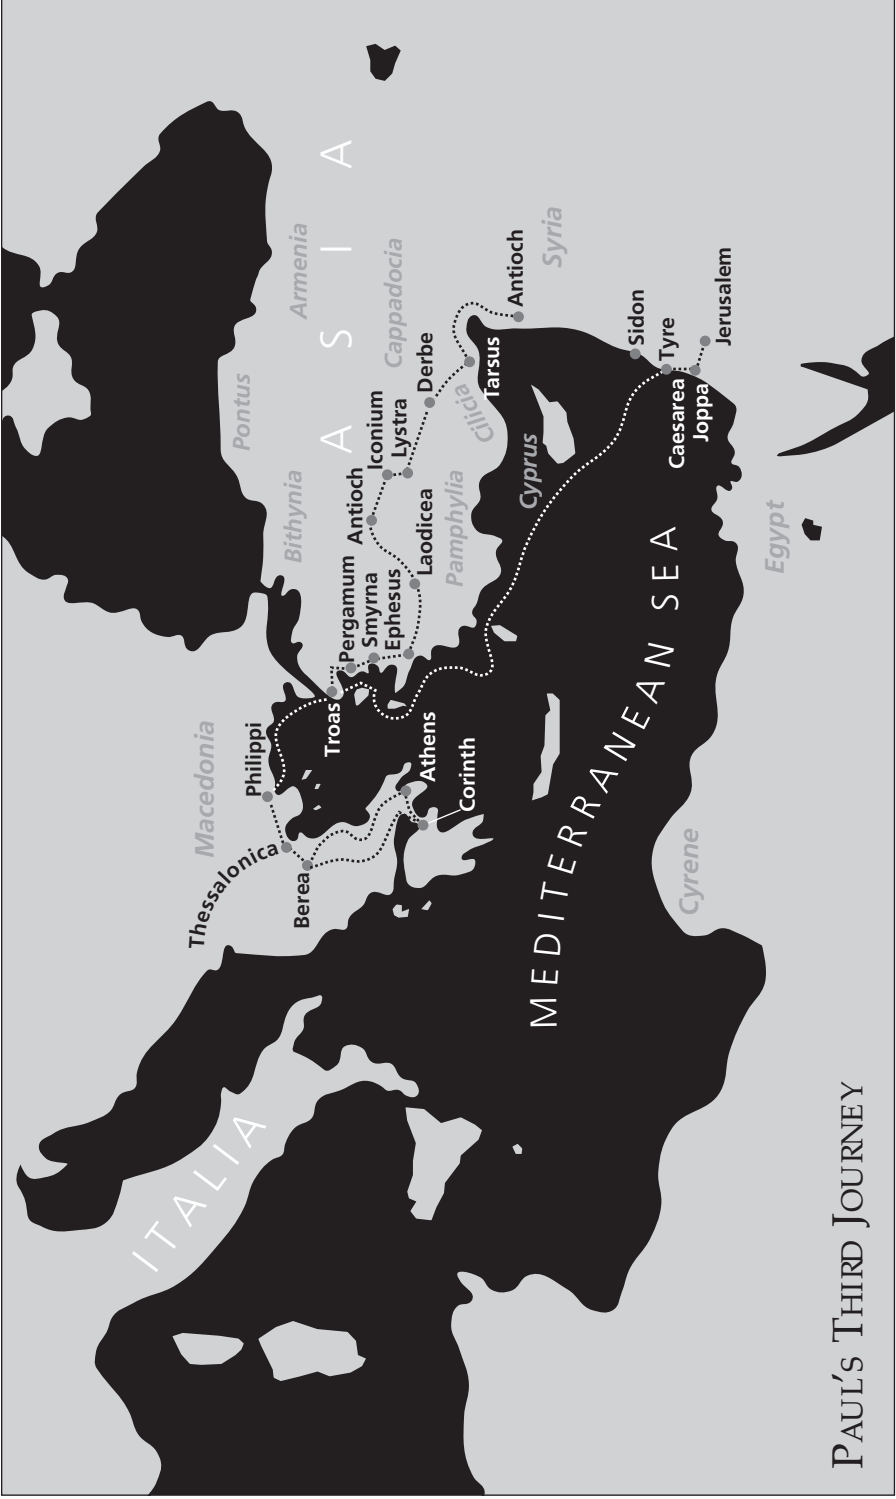 ITALIA
Macedonia
Thessalonica
Philippi
Berea
Athens
Corinth
Troas
Pergamum
Smyrna
Ephesus
Laodicea
Antioch
Iconium
Lystra
Derbe
Tarsus
Antioch
Bithynia
Pontus
Armenia
ASIA
Cappadocia
Cilicia
Pamphylia
Syria
Cyprus
Sidon
Tyre
Caesarea
Joppa
Jerusalem
MEDITERRANEAN SEA
Cyrene
Egypt
PAUL'S THIRD JOURNEY